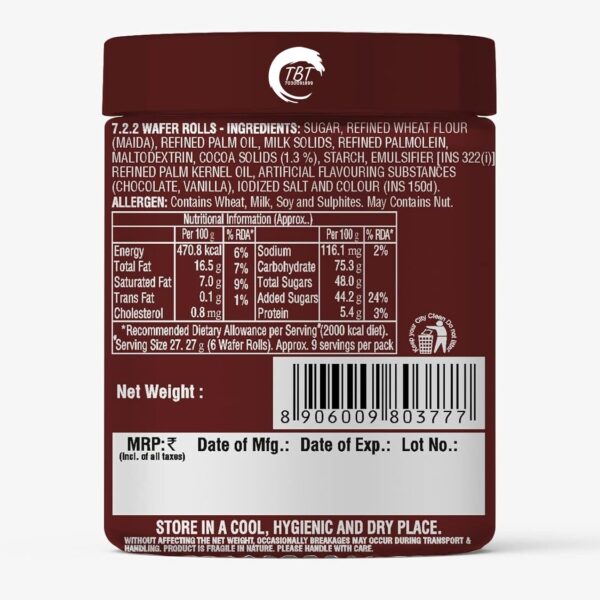 TBT
7030091899
7.2.2 WAFER ROLLS - INGREDIENTS: SUGAR, REFINED WHEAT FLOUR
(MAIDA), REFINED PALM OIL, MILK SOLIDS, REFINED PALMOLEIN,
MALTODEXTRIN, COCOA SOLIDS (1.3 %), STARCH, EMULSIFIER [INS 322(i)]
REFINED PALM KERNEL OIL, ARTIFICIAL FLAVOURING SUBSTANCES
(CHOCOLATE, VANILLA), IODIZED SALT AND COLOUR (INS 150d).
ALLERGEN: Contains Wheat, Milk, Soy and Sulphites. May Contains Nut.
Nutritional Information (Approx..)
Per 100 g % RDA* Per 100 g % RDA*
Energy 470.8 kcal 6% Sodium 116.1 mg 2%
Total Fat 16.5 g 7% Carbohydrate 75.3 g
Saturated Fat 7.0 g 9% Total Sugars 48.0 g
Trans Fat 0.1 g 1% Added Sugars 44.2 g 24%
Cholesterol 0.8 mg Protein 5.4 g 3%
*Recommended Dietary Allowance per Serving*(2000 kcal diet).
*Serving Size 27. 27 g (6 Wafer Rolls). Approx. 9 servings per pack
Keep your City Clean Do not litter
Net Weight :
8 906009 803777
MRP:₹ Date of Mfg.: Date of Exp.: Lot No.:
(Incl. of all taxes)
STORE IN A COOL, HYGIENIC AND DRY PLACE.
WITHOUT AFFECTING THE NET WEIGHT, OCCASIONALLY BREAKAGES MAY OCCUR DURING TRANSPORT &
HANDLING. PRODUCT IS FRAGILE IN NATURE. PLEASE HANDLE WITH CARE.